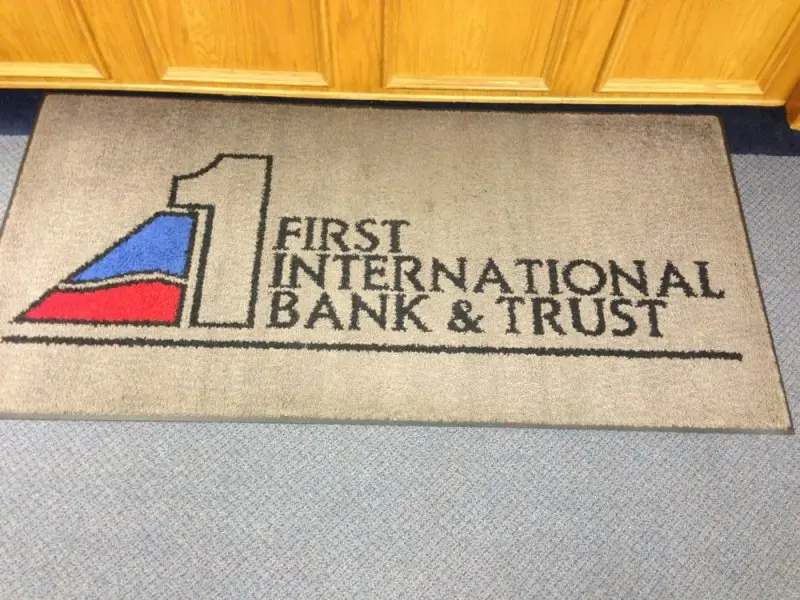 1
FIRST
INTERNATIONAL
BANK & TRUST